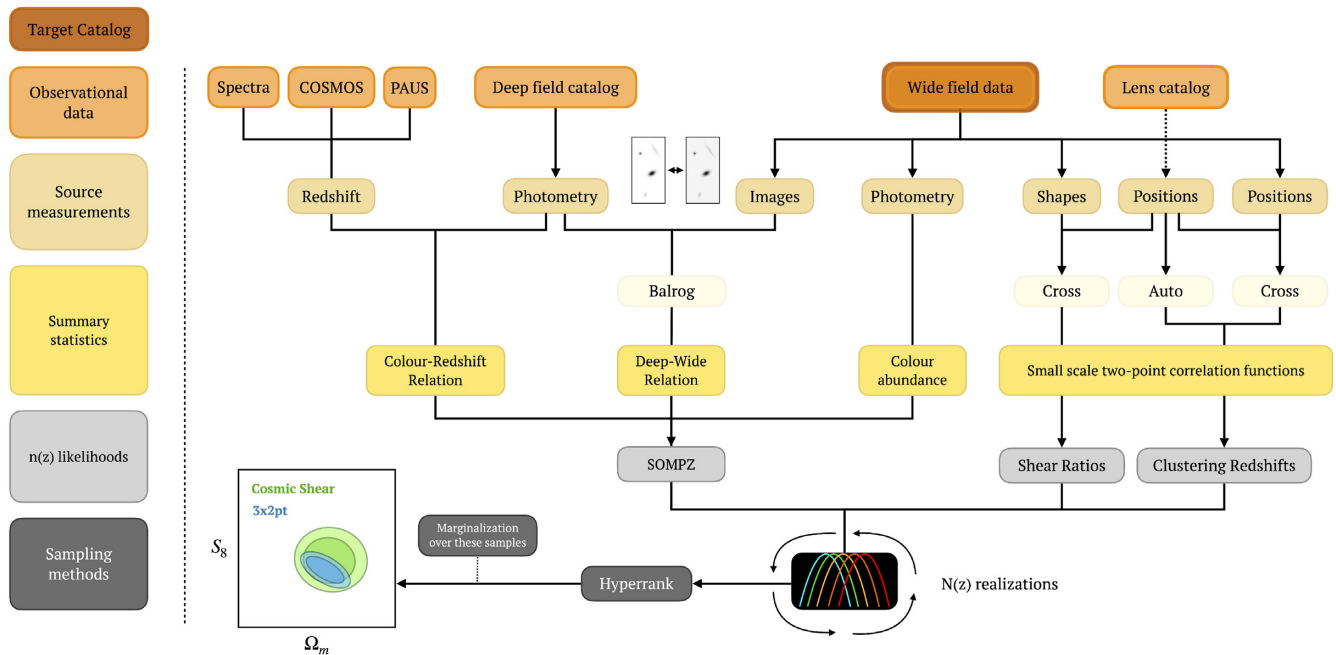 Target Catalog
Observational
data
Source
measurements
Summary
statistics
n(z) likelihoods
Sampling
methods
Spectra
COSMOS
PAUS
Deep field catalog
Wide field data
Lens catalog
Redshift
Photometry
Images
Photometry
Shapes
Positions
Positions
Balrog
Cross
Auto
Cross
Colour-Redshift
Relation
Deep-Wide
Relation
Colour
abundance
Small scale two-point correlation functions
SOMPZ
Shear Ratios
Clustering Redshifts
Cosmic Shear
3x2pt
S₈
Ωₘ
Marginalization
over these samples
Hyperrank
N(z) realizations